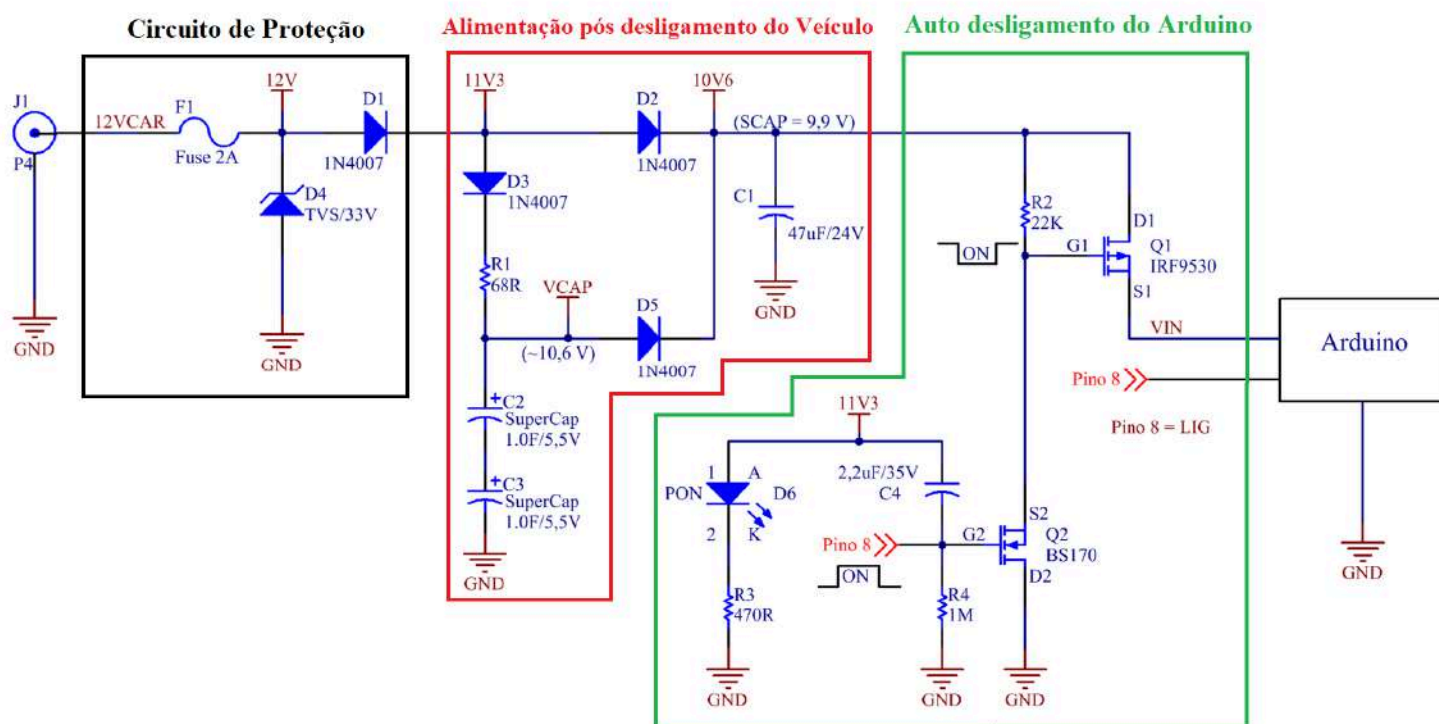 Circuito de Proteção
Alimentação pós desligamento do Veículo
Auto desligamento do Arduino
J1
P4
GND
12VCAR
F1
Fuse 2A
12V
D1
1N4007
D4
TVS/33V
GND
11V3
D2
1N4007
10V6
(SCAP = 9,9 V)
D3
1N4007
R1
68R
VCAP
(~10,6 V)
D5
1N4007
C1
47uF/24V
GND
C2
SuperCap
1.0F/5,5V
C3
SuperCap
1.0F/5,5V
GND
R2
22K
ON
G1
D1
Q1
IRF9530
S1
VIN
Arduino
Pino 8
Pino 8 = LIG
GND
11V3
1
A
PON
D6
2
K
R3
470R
GND
2,2uF/35V
C4
Pino 8
ON
G2
R4
1M
GND
S2
Q2
BS170
D2
GND